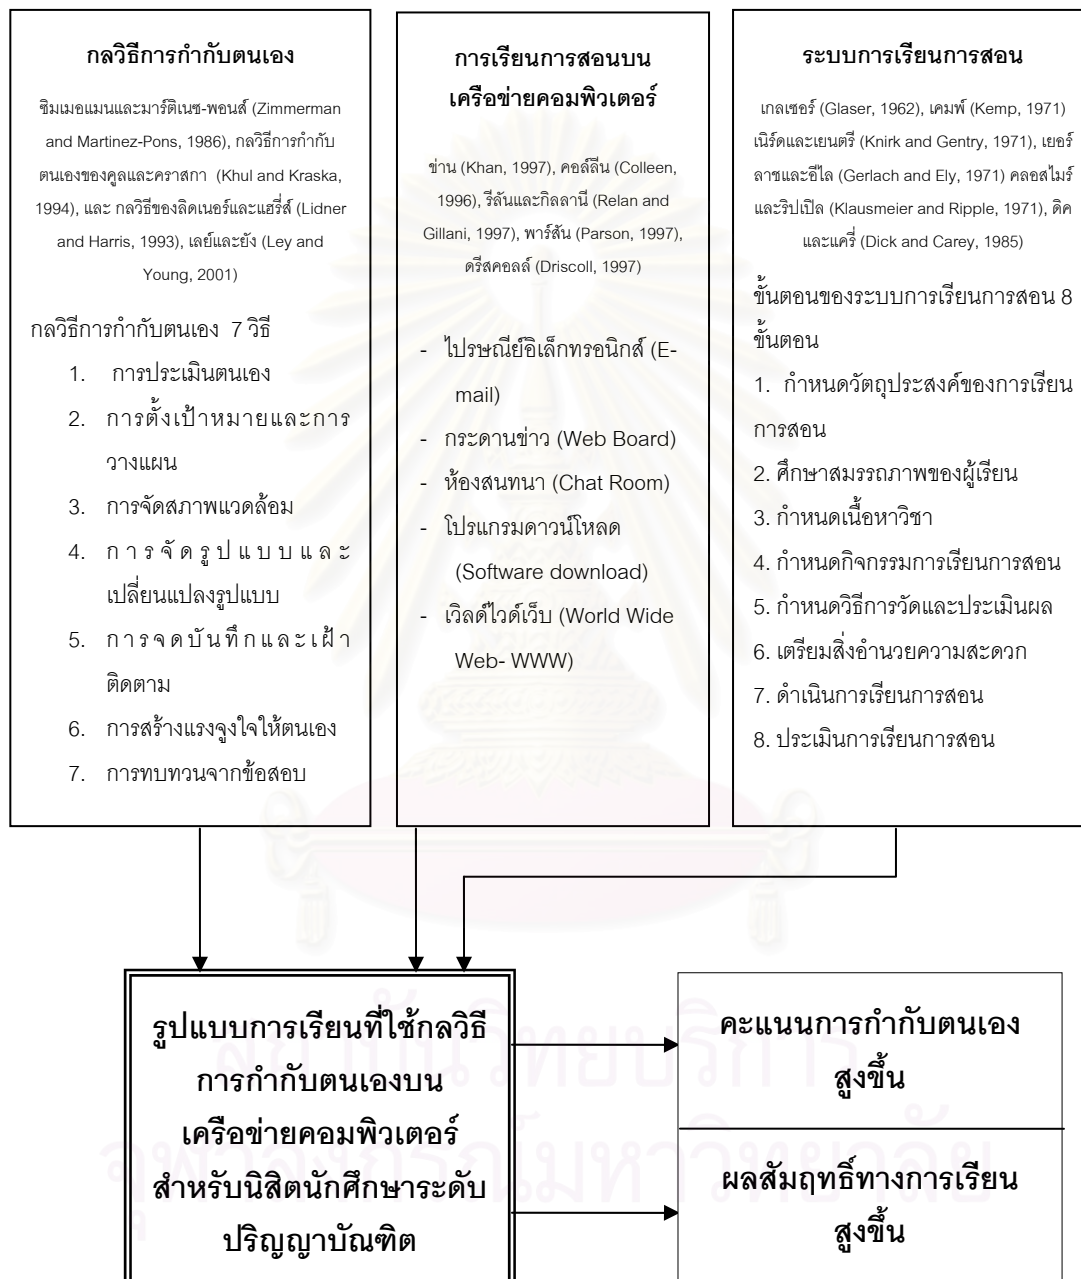 กลวิธีการกำกับตนเอง
ซิมเมอแมนและมาร์ติเนซ-พอนส์ (Zimmerman
and Martinez-Pons, 1986), กลวิธีการกำกับ
ตนเองของคูลและคราสกา (Khul and Kraska,
1994), และ กลวิธีของลิดเนอร์และแฮรี่ส์ (Lidner
and Harris, 1993), เลย์และยัง (Ley and
Young, 2001)
กลวิธีการกำกับตนเอง 7 วิธี
1. การประเมินตนเอง
2. การตั้งเป้าหมายและการ
วางแผน
3. การจัดสภาพแวดล้อม
4. การจัดรูปแบบและ
เปลี่ยนแปลงรูปแบบ
5. การจดบันทึกและเฝ้า
ติดตาม
6. การสร้างแรงจูงใจให้ตนเอง
7. การทบทวนจากข้อสอบ
การเรียนการสอนบน
เครือข่ายคอมพิวเตอร์
ข่าน (Khan, 1997), คอล์ลีน (Colleen,
1996), รีลันและกิลลานี (Relan and
Gillani, 1997), พาร์สัน (Parson, 1997),
ดรีสคอลล์ (Driscoll, 1997)
- ไปรษณีย์อิเล็กทรอนิกส์ (E-
mail)
- กระดานข่าว (Web Board)
- ห้องสนทนา (Chat Room)
- โปรแกรมดาวน์โหลด
(Software download)
- เวิลด์ไวด์เว็บ (World Wide
Web- WWW)
ระบบการเรียนการสอน
เกลเซอร์ (Glaser, 1962), เคมพ์ (Kemp, 1971)
เนิร์ดและเยนตรี (Knirk and Gentry, 1971), เยอร์
ลาชและอีไล (Gerlach and Ely, 1971) คลอสไมร์
และริปเปิล (Klausmeier and Ripple, 1971), ดิค
และแครี่ (Dick and Carey, 1985)
ขั้นตอนของระบบการเรียนการสอน 8
ขั้นตอน
1. กำหนดวัตถุประสงค์ของการเรียน
การสอน
2. ศึกษาสมรรถภาพของผู้เรียน
3. กำหนดเนื้อหาวิชา
4. กำหนดกิจกรรมการเรียนการสอน
5. กำหนดวิธีการวัดและประเมินผล
6. เตรียมสิ่งอำนวยความสะดวก
7. ดำเนินการเรียนการสอน
8. ประเมินการเรียนการสอน
รูปแบบการเรียนที่ใช้กลวิธี
การกำกับตนเองบน
เครือข่ายคอมพิวเตอร์
สำหรับนิสิตนักศึกษาระดับ
ปริญญาบัณฑิต
คะแนนการกำกับตนเอง
สูงขึ้น
ผลสัมฤทธิ์ทางการเรียน
สูงขึ้น
สถาบันวิทยบริการ
จุฬาลงกรณ์มหาวิทยาลัย